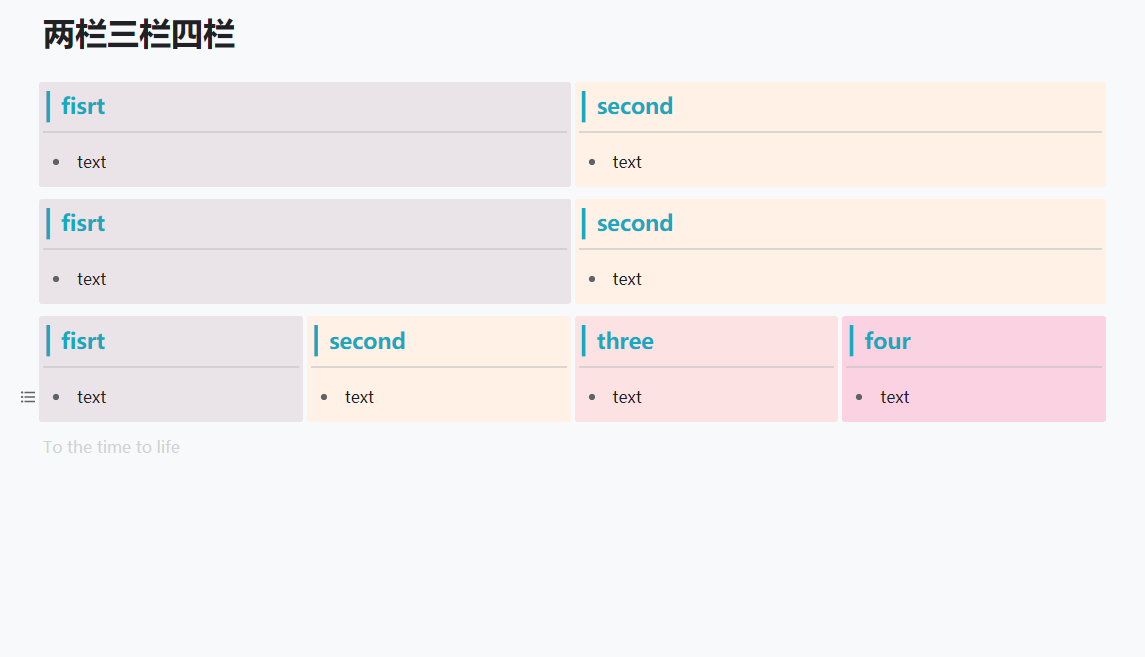 两栏三栏四栏
fisrt second
text text
fisrt second
text text
fisrt second three four
text text text text
To the time to life